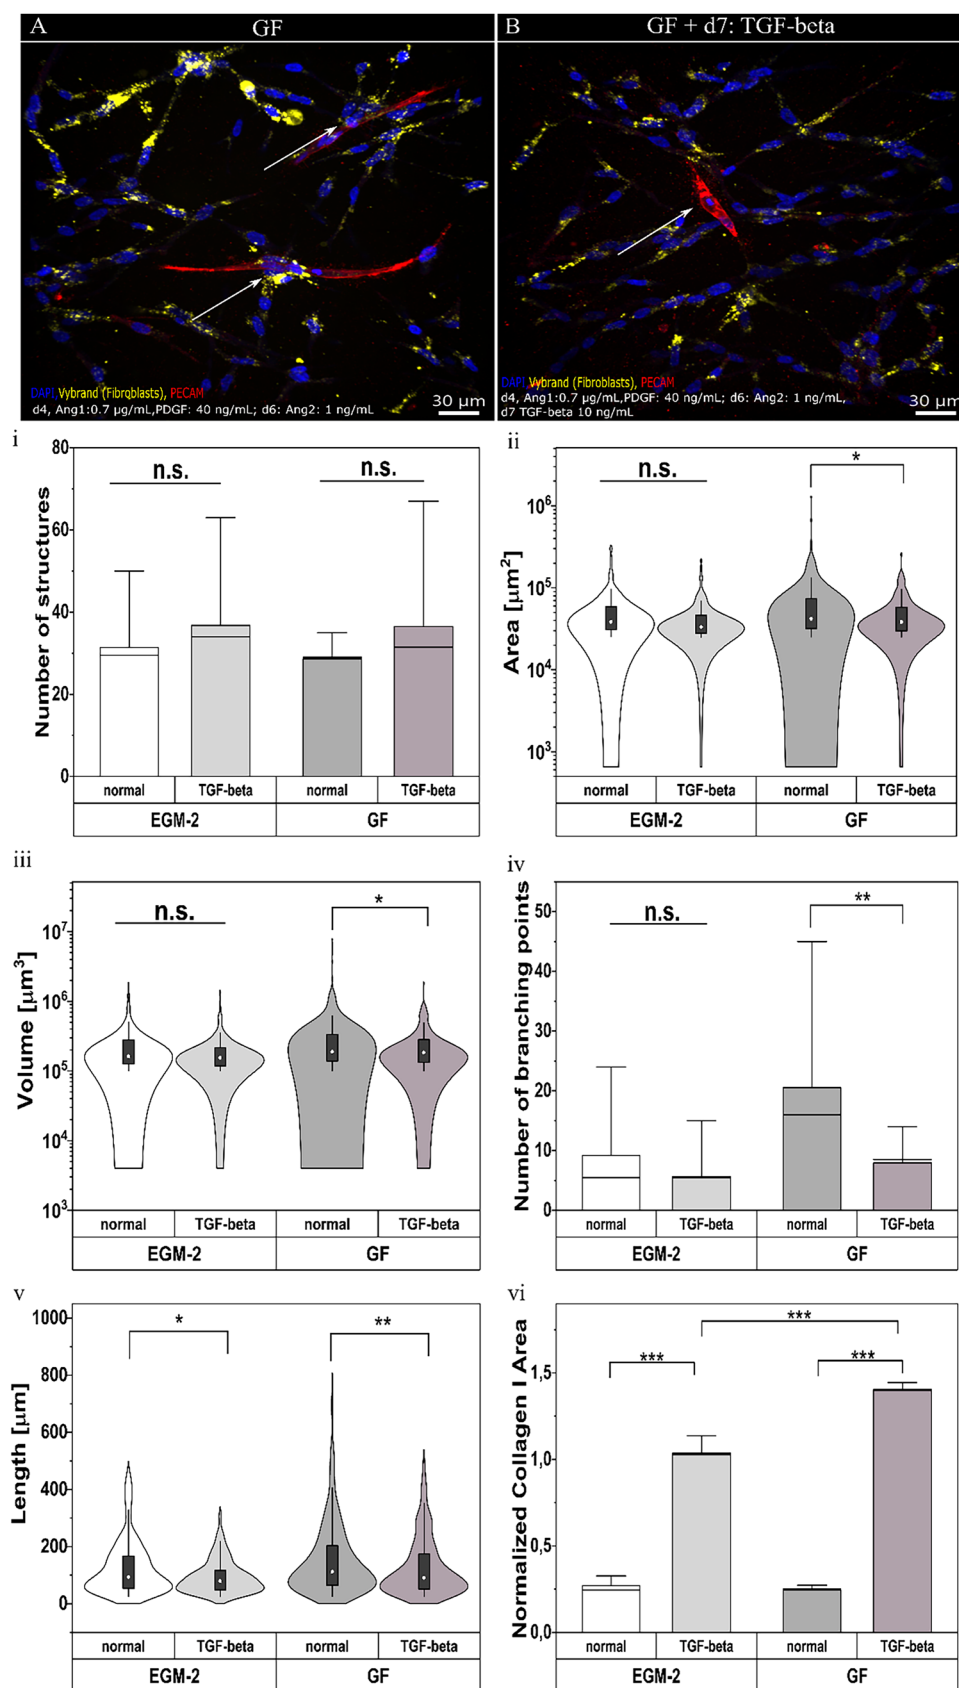 A GF
B GF + d7: TGF-beta
DAPI,Vybrand (Fibroblasts), PECAM
d4, Ang1:0.7 µg/mL,PDGF: 40 ng/mL; d6: Ang2: 1 ng/mL
30 µm
DAPI,Vybrand (Fibroblasts), PECAM
d4, Ang1:0.7 µg/mL,PDGF: 40 ng/mL; d6: Ang2: 1 ng/mL,
d7 TGF-beta 10 ng/mL
30 µm
i
Number of structures
80
60
40
20
0
n.s.
n.s.
normal TGF-beta normal TGF-beta
EGM-2 GF
ii
Area [µm²]
10⁶
10⁵
10⁴
10³
n.s.
*
normal TGF-beta normal TGF-beta
EGM-2 GF
iii
Volume [µm³]
10⁷
10⁶
10⁵
10⁴
10³
n.s.
*
normal TGF-beta normal TGF-beta
EGM-2 GF
iv
Number of branching points
50
40
30
20
10
0
n.s.
**
normal TGF-beta normal TGF-beta
EGM-2 GF
v
Length [µm]
1000
800
600
400
200
0
*
**
normal TGF-beta normal TGF-beta
EGM-2 GF
vi
Normalized Collagen I Area
1,5
1,0
0,5
0,0
***
***
***
normal TGF-beta normal TGF-beta
EGM-2 GF